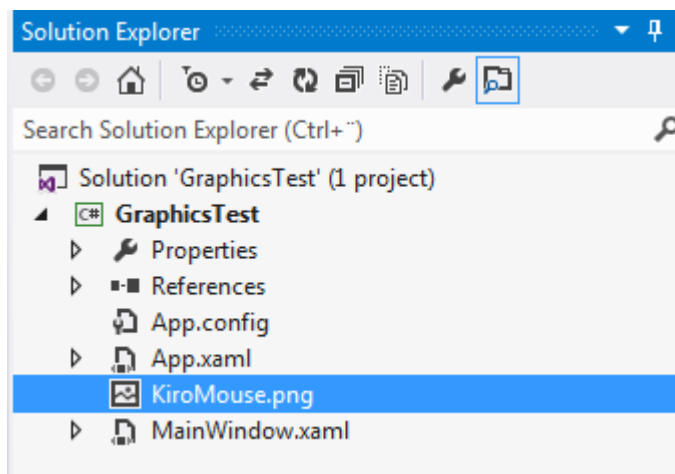 Solution Explorer
Search Solution Explorer (Ctrl+¨)
Solution 'GraphicsTest' (1 project)
C# GraphicsTest
Properties
References
App.config
App.xaml
KiroMouse.png
MainWindow.xaml